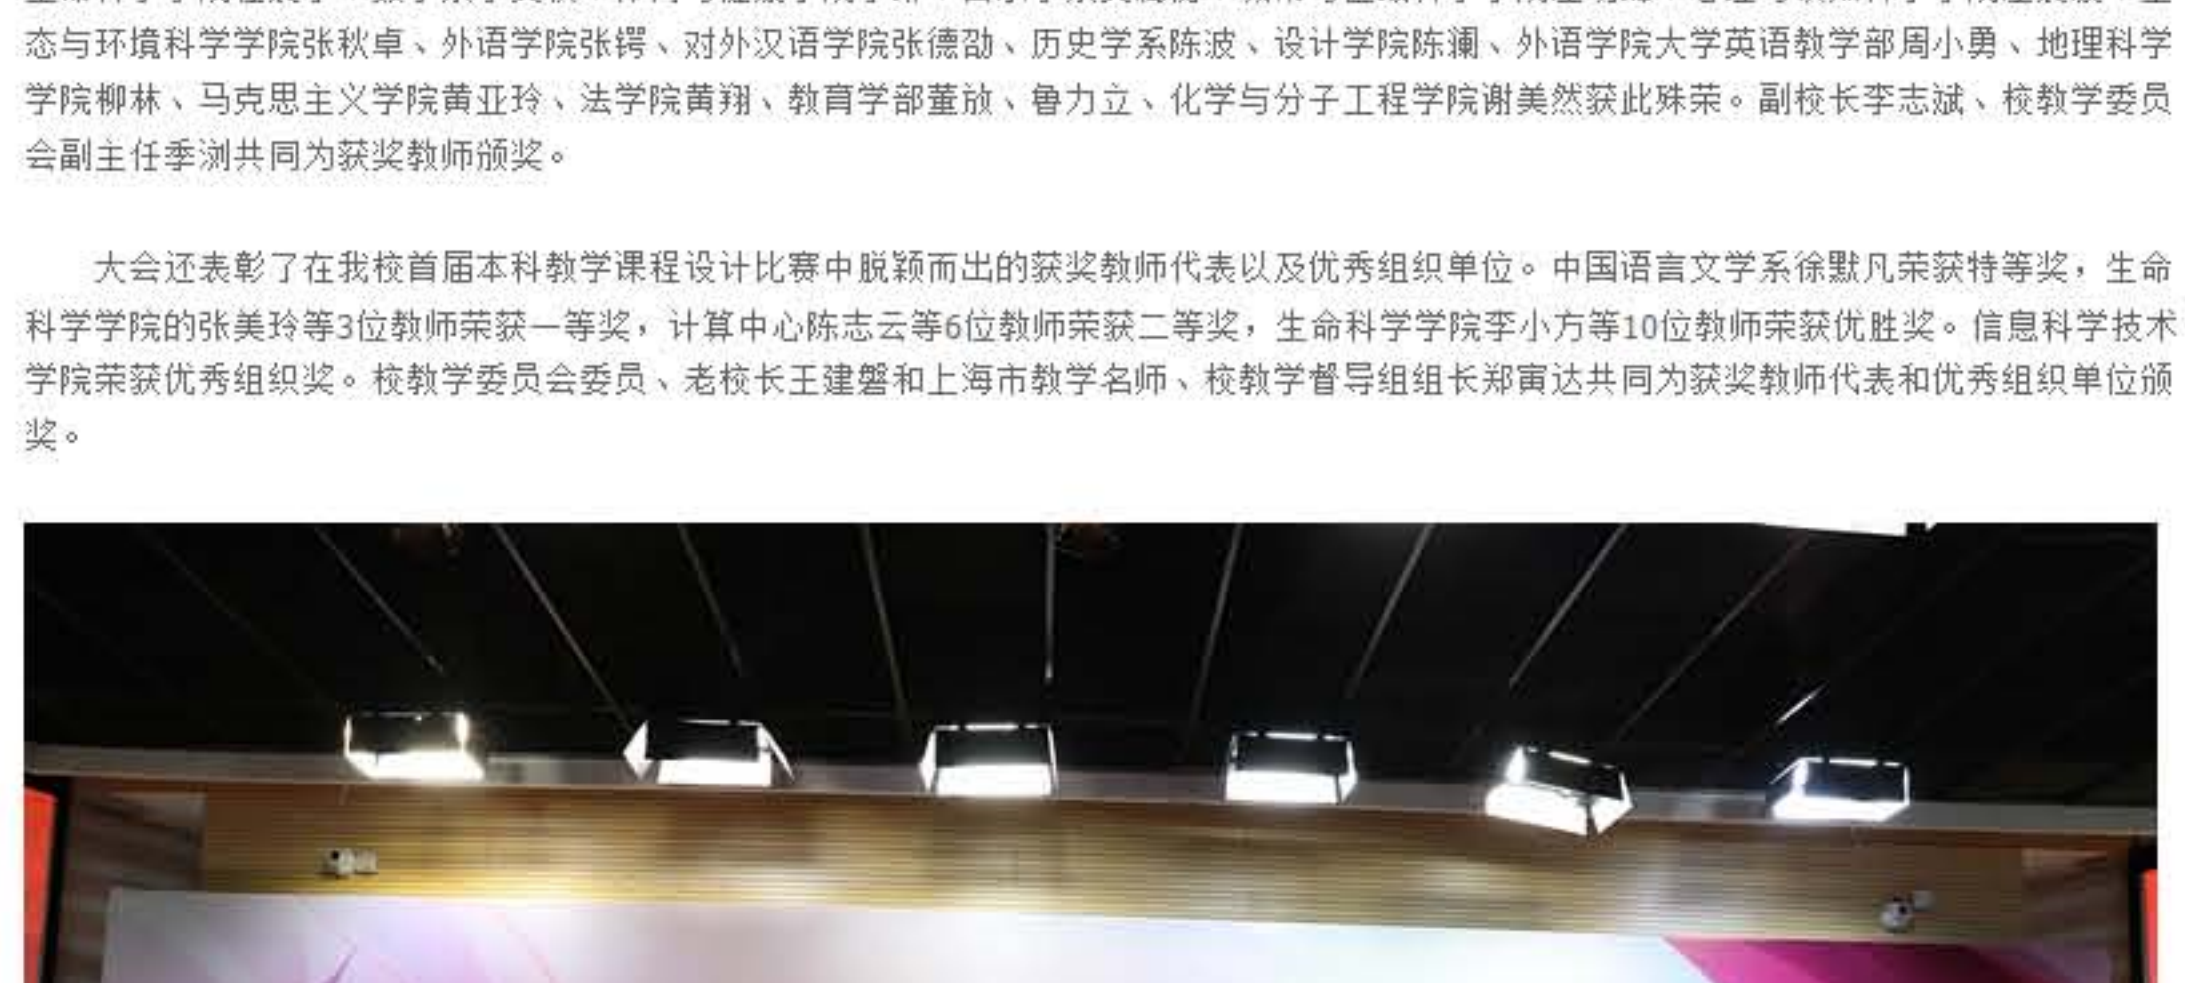 态与环境科学学院张秋卓、外语学院张锷、对外汉语学院张德劭、历史学系陈波、设计学院陈澜、外语学院大学英语教学部周小勇、地理科学
学院柳林、马克思主义学院黄亚玲、法学院黄翔、教育学部董放、鲁力立、化学与分子工程学院谢美然获此殊荣。副校长李志斌、校教学委员
会副主任季浏共同为获奖教师颁奖。
大会还表彰了在我校首届本科教学课程设计比赛中脱颖而出的获奖教师代表以及优秀组织单位。中国语言文学系徐默凡荣获特等奖，生命
科学学院的张美玲等3位教师荣获一等奖，计算中心陈志云等6位教师荣获二等奖，生命科学学院李小方等10位教师荣获优胜奖。信息科学技术
学院荣获优秀组织奖。校教学委员会委员、老校长王建磐和上海市教学名师、校教学督导组组长郑寅达共同为获奖教师代表和优秀组织单位颁
奖。